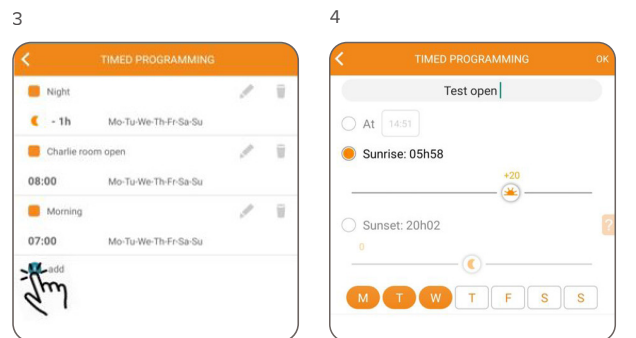 3
TIMED PROGRAMMING
Night
- 1h Mo-Tu-We-Th-Fr-Sa-Su
Charlie room open
08:00 Mo-Tu-We-Th-Fr-Sa-Su
Morning
07:00 Mo-Tu-We-Th-Fr-Sa-Su
add
4
TIMED PROGRAMMING OK
Test open
At 14:51
Sunrise: 05h58
+20
Sunset: 20h02
?
0
M T W T F S S